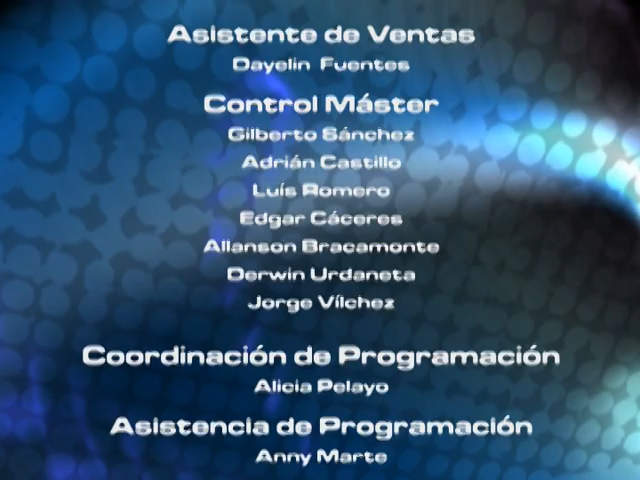 Asistente de Ventas
Dayelin Fuentes
Control Máster
Gilberto Sánchez
Adrián Castillo
Luís Romero
Edgar Cáceres
Allanson Bracamonte
Derwin Urdaneta
Jorge Vílchez
Coordinación de Programación
Alicia Pelayo
Asistencia de Programación
Anny Marte